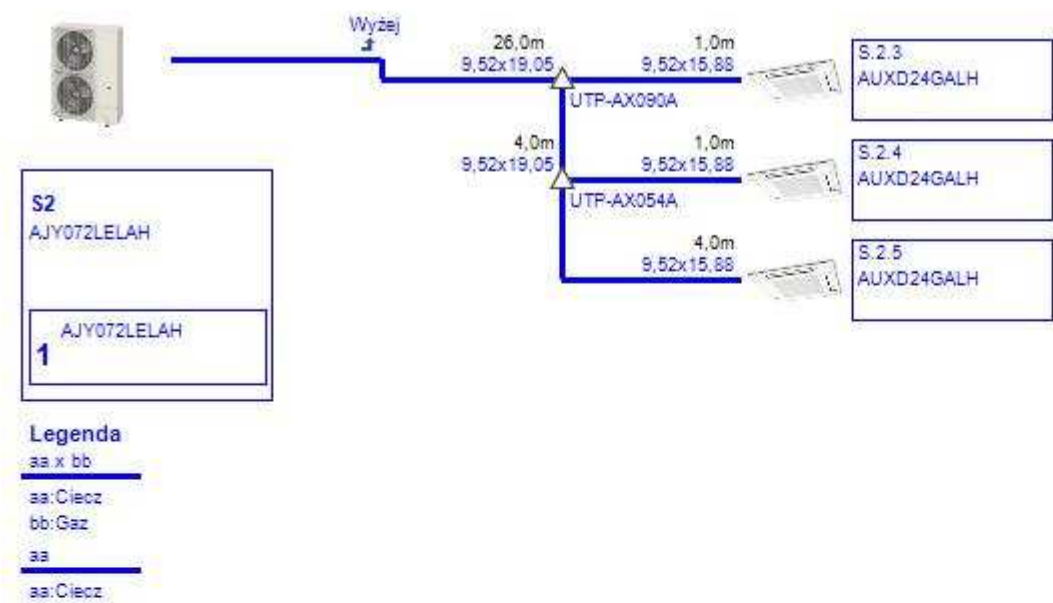 Wyżej
26,0m
9,52x19,05
1,0m
9,52x15,88
S.2.3
AUXD24GALH
UTP-AX090A
4,0m
9,52x19,05
1,0m
9,52x15,88
S.2.4
AUXD24GALH
UTP-AX054A
4,0m
9,52x15,88
S.2.5
AUXD24GALH
S2
AJY072LELAH
AJY072LELAH
1
Legenda
aa x bb
aa:Ciecz
bb:Gaz
aa
aa:Ciecz